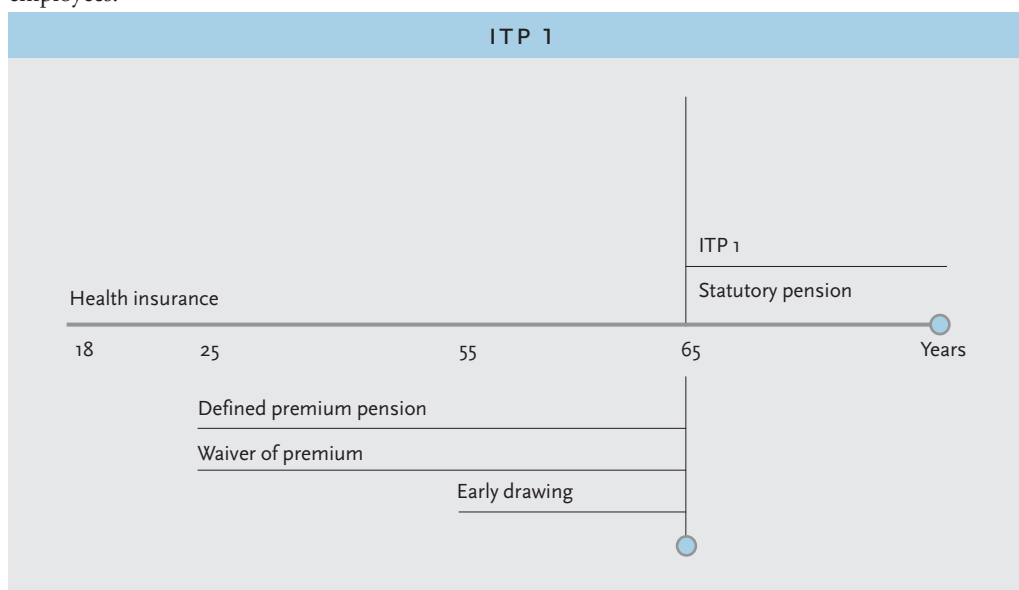 employees.
ITP 1
ITP 1
Statutory pension
Health insurance
18 25 55 65 Years
Defined premium pension
Waiver of premium
Early drawing